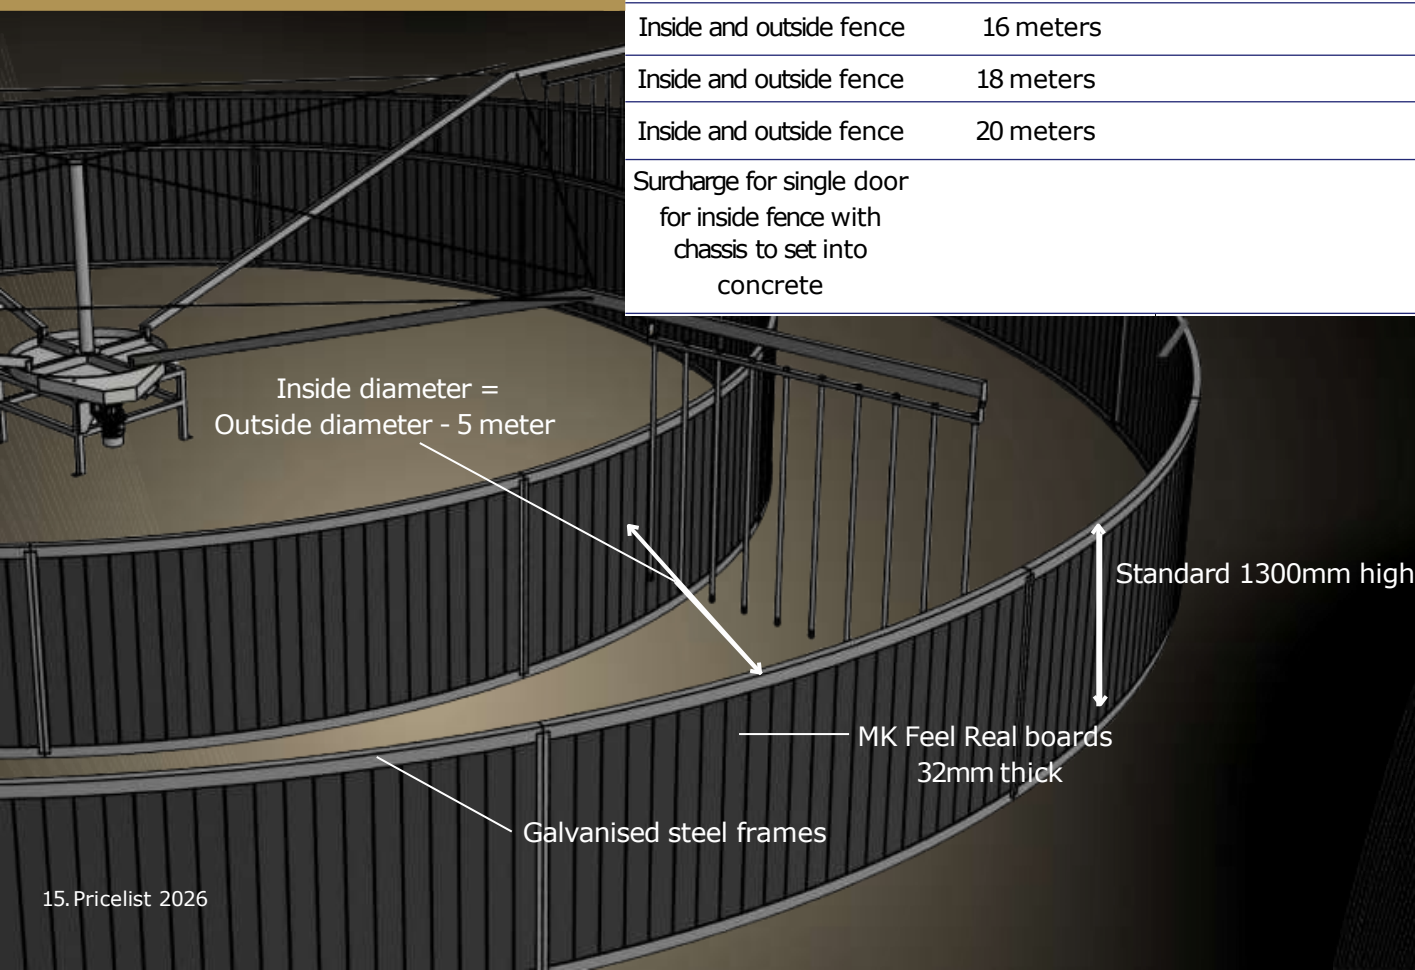 Inside and outside fence 16 meters
Inside and outside fence 18 meters
Inside and outside fence 20 meters
Surcharge for single door
for inside fence with
chassis to set into
concrete
Inside diameter =
Outside diameter - 5 meter
Standard 1300mm high
MK Feel Real boards
32mm thick
Galvanised steel frames
15. Pricelist 2026